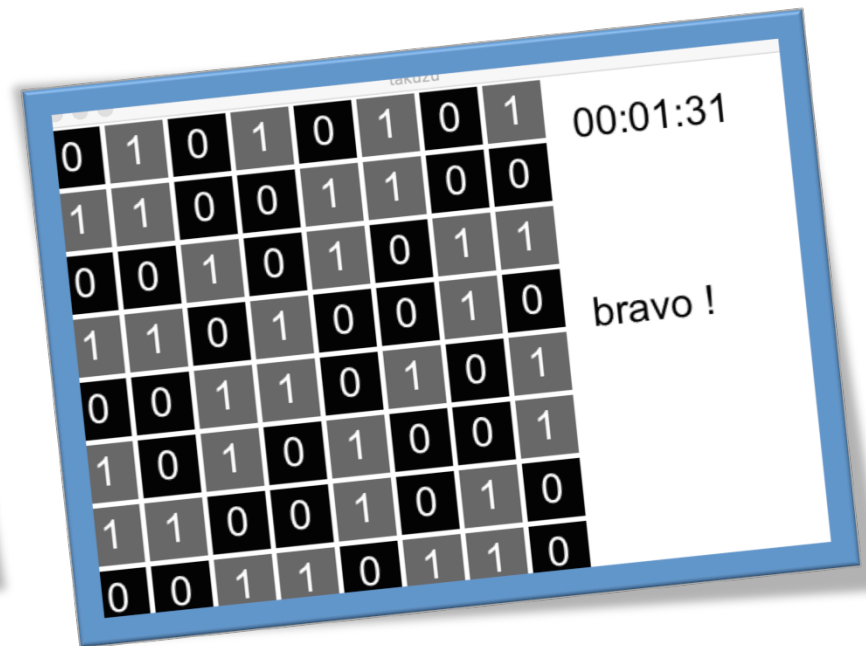 takuzu
0 1 0 1 0 1 0 1
1 1 0 0 1 1 0 0
0 0 1 0 1 0 1 1
1 1 0 1 0 0 1 0
0 0 1 1 0 1 0 1
1 0 1 0 1 0 0 1
1 1 0 0 1 0 1 0
0 0 1 1 0 1 1 0
00:01:31
bravo !